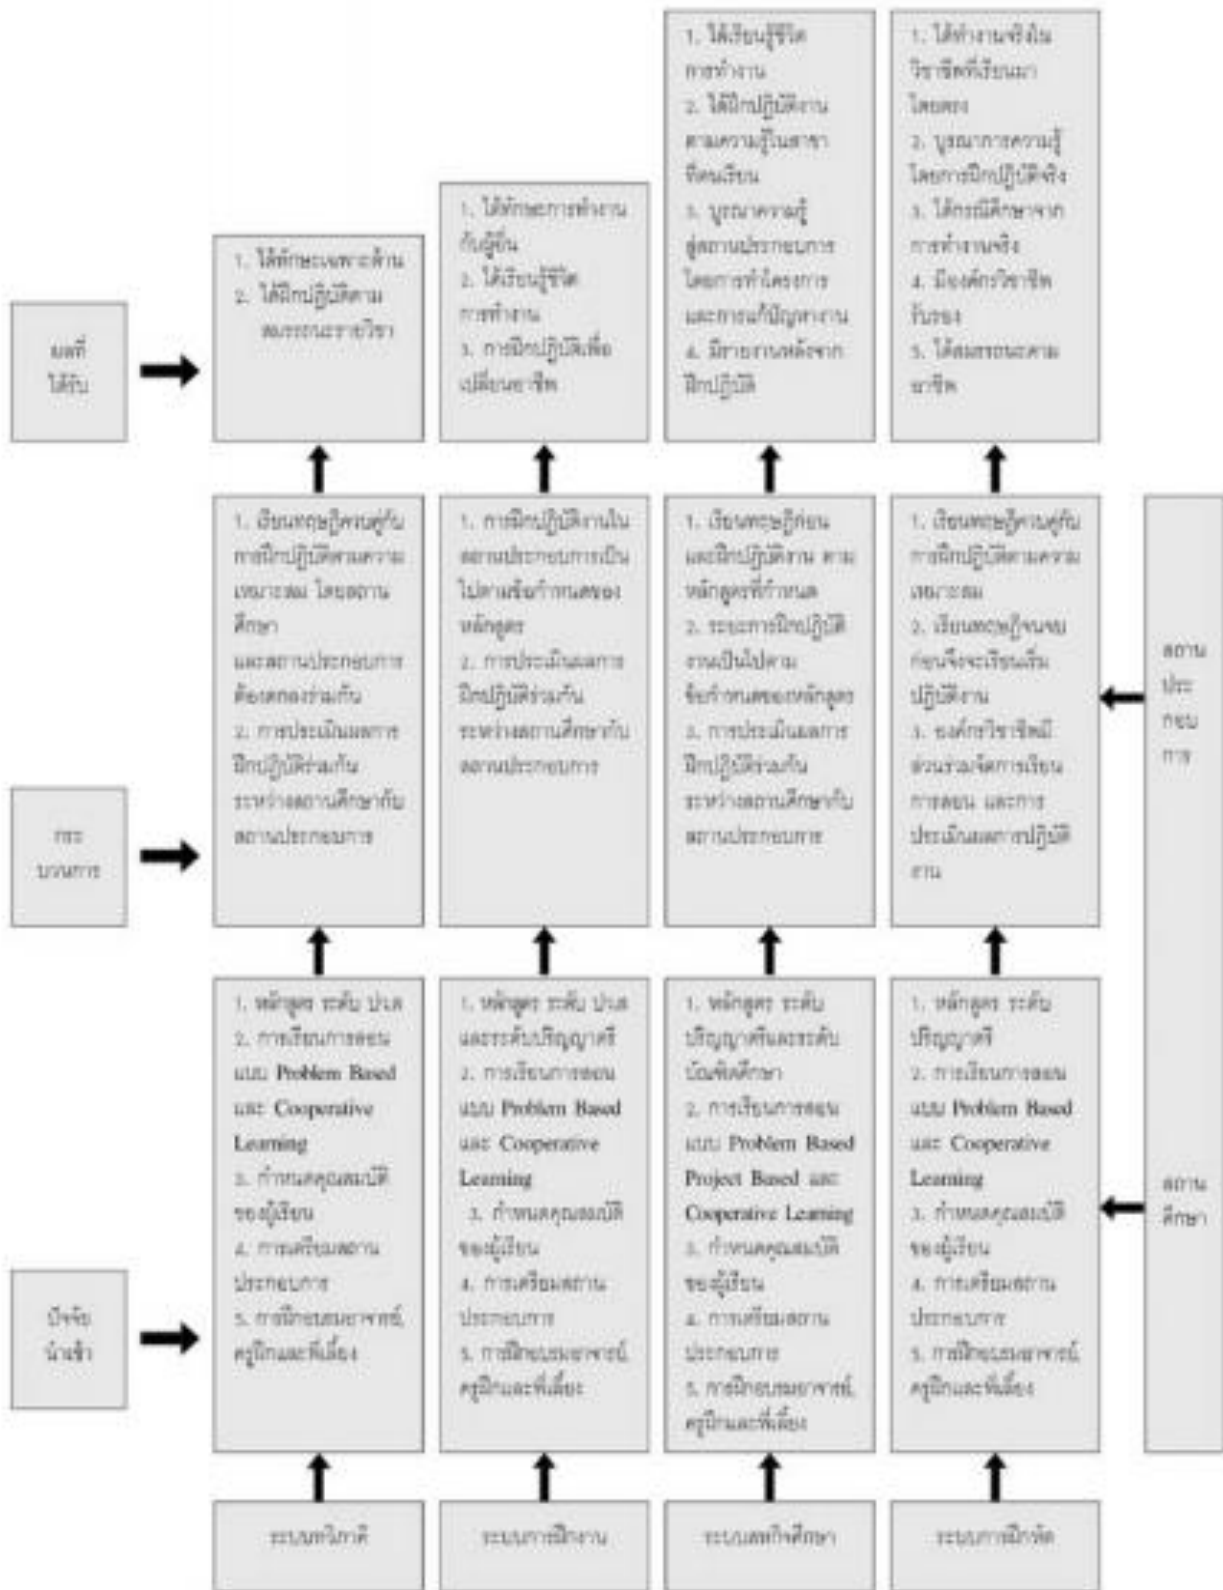 ผลที่
ได้รับ
1. ได้ทักษะเฉพาะด้าน
2. ได้ฝึกปฏิบัติตาม
สมรรถนะรายวิชา
1. ได้ทักษะการทำงาน
กับผู้อื่น
2. ได้เรียนรู้ชีวิต
การทำงาน
3. การฝึกปฏิบัติเพื่อ
เปลี่ยนอาชีพ
1. ได้เรียนรู้ชีวิต
การทำงาน
2. ได้ฝึกปฏิบัติงาน
ตามความรู้ในสาขา
ที่ตนเรียน
3. บูรณาความรู้
สู่สถานประกอบการ
โดยการทำโครงการ
และการแก้ปัญหางาน
4. มีรายงานหลังจาก
ฝึกปฏิบัติ
1. ได้ทำงานจริงใน
วิชาชีพที่เรียนมา
โดยตรง
2. บูรณาการความรู้
โดยการฝึกปฏิบัติจริง
3. ได้กรณีศึกษาจาก
การทำงานจริง
4. มีองค์กรวิชาชีพ
รับรอง
5. ได้สมรรถนะตาม
อาชีพ
กระ
บวนการ
1. เรียนทฤษฎีควบคู่กับ
การฝึกปฏิบัติตามความ
เหมาะสม โดยสถาน
ศึกษา
และสถานประกอบการ
ต้องตกลงร่วมกัน
2. การประเมินผลการ
ฝึกปฏิบัติร่วมกัน
ระหว่างสถานศึกษากับ
สถานประกอบการ
1. การฝึกปฏิบัติงานใน
สถานประกอบการเป็น
ไปตามข้อกำหนดของ
หลักสูตร
2. การประเมินผลการ
ฝึกปฏิบัติร่วมกัน
ระหว่างสถานศึกษากับ
สถานประกอบการ
1. เรียนทฤษฎีก่อน
และฝึกปฏิบัติงาน ตาม
หลักสูตรที่กำหนด
2. ระยะการฝึกปฏิบัติ
งานเป็นไปตาม
ข้อกำหนดของหลักสูตร
3. การประเมินผลการ
ฝึกปฏิบัติร่วมกัน
ระหว่างสถานศึกษากับ
สถานประกอบการ
1. เรียนทฤษฎีควบคู่กับ
การฝึกปฏิบัติตามความ
เหมาะสม
2. เรียนทฤษฎีจนจบ
ก่อนจึงจะเรียนเริ่ม
ปฏิบัติงาน
3. องค์กรวิชาชีพมี
ส่วนร่วมจัดการเรียน
การสอน และการ
ประเมินผลการปฏิบัติ
งาน
สถาน
ประ
กอบ
การ
ปัจจัย
นำเข้า
1. หลักสูตร ระดับ ปวส
2. การเรียนการสอน
แบบ Problem Based
และ Cooperative
Learning
3. กำหนดคุณสมบัติ
ของผู้เรียน
4. การเตรียมสถาน
ประกอบการ
5. การฝึกอบรมอาจารย์,
ครูฝึกและพี่เลี้ยง
1. หลักสูตร ระดับ ปวส
และระดับปริญญาตรี
2. การเรียนการสอน
แบบ Problem Based
และ Cooperative
Learning
3. กำหนดคุณสมบัติ
ของผู้เรียน
4. การเตรียมสถาน
ประกอบการ
5. การฝึกอบรมอาจารย์,
ครูฝึกและพี่เลี้ยง
1. หลักสูตร ระดับ
ปริญญาตรีและระดับ
บัณฑิตศึกษา
2. การเรียนการสอน
แบบ Problem Based
Project Based และ
Cooperative Learning
3. กำหนดคุณสมบัติ
ของผู้เรียน
4. การเตรียมสถาน
ประกอบการ
5. การฝึกอบรมอาจารย์,
ครูฝึกและพี่เลี้ยง
1. หลักสูตร ระดับ
ปริญญาตรี
2. การเรียนการสอน
แบบ Problem Based
และ Cooperative
Learning
3. กำหนดคุณสมบัติ
ของผู้เรียน
4. การเตรียมสถาน
ประกอบการ
5. การฝึกอบรมอาจารย์,
ครูฝึกและพี่เลี้ยง
สถาน
ศึกษา
ระบบทวิภาคี
ระบบการฝึกงาน
ระบบสหกิจศึกษา
ระบบการฝึกหัด